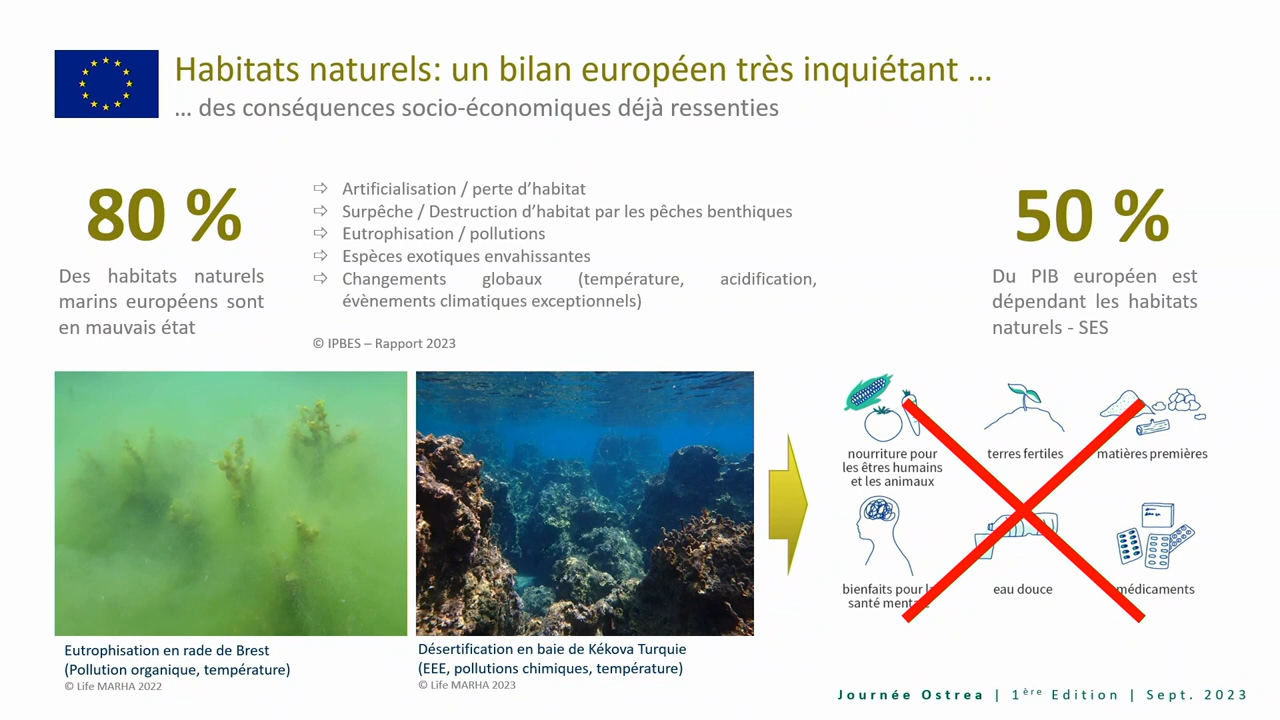 Habitats naturels: un bilan européen très inquiétant ...
... des conséquences socio-économiques déjà ressenties
80 %
Des habitats naturels
marins européens sont
en mauvais état
⇨ Artificialisation / perte d’habitat
⇨ Surpêche / Destruction d’habitat par les pêches benthiques
⇨ Eutrophisation / pollutions
⇨ Espèces exotiques envahissantes
⇨ Changements globaux (température, acidification,
évènements climatiques exceptionnels)
© IPBES – Rapport 2023
50 %
Du PIB européen est
dépendant les habitats
naturels - SES
Eutrophisation en rade de Brest
(Pollution organique, température)
© Life MARHA 2022
Désertification en baie de Kékova Turquie
(EEE, pollutions chimiques, température)
© Life MARHA 2023
nourriture pour
les êtres humains
et les animaux
terres fertiles
matières premières
bienfaits pour la
santé mentale
eau douce
médicaments
Journée Ostrea | 1ère Edition | Sept. 2023